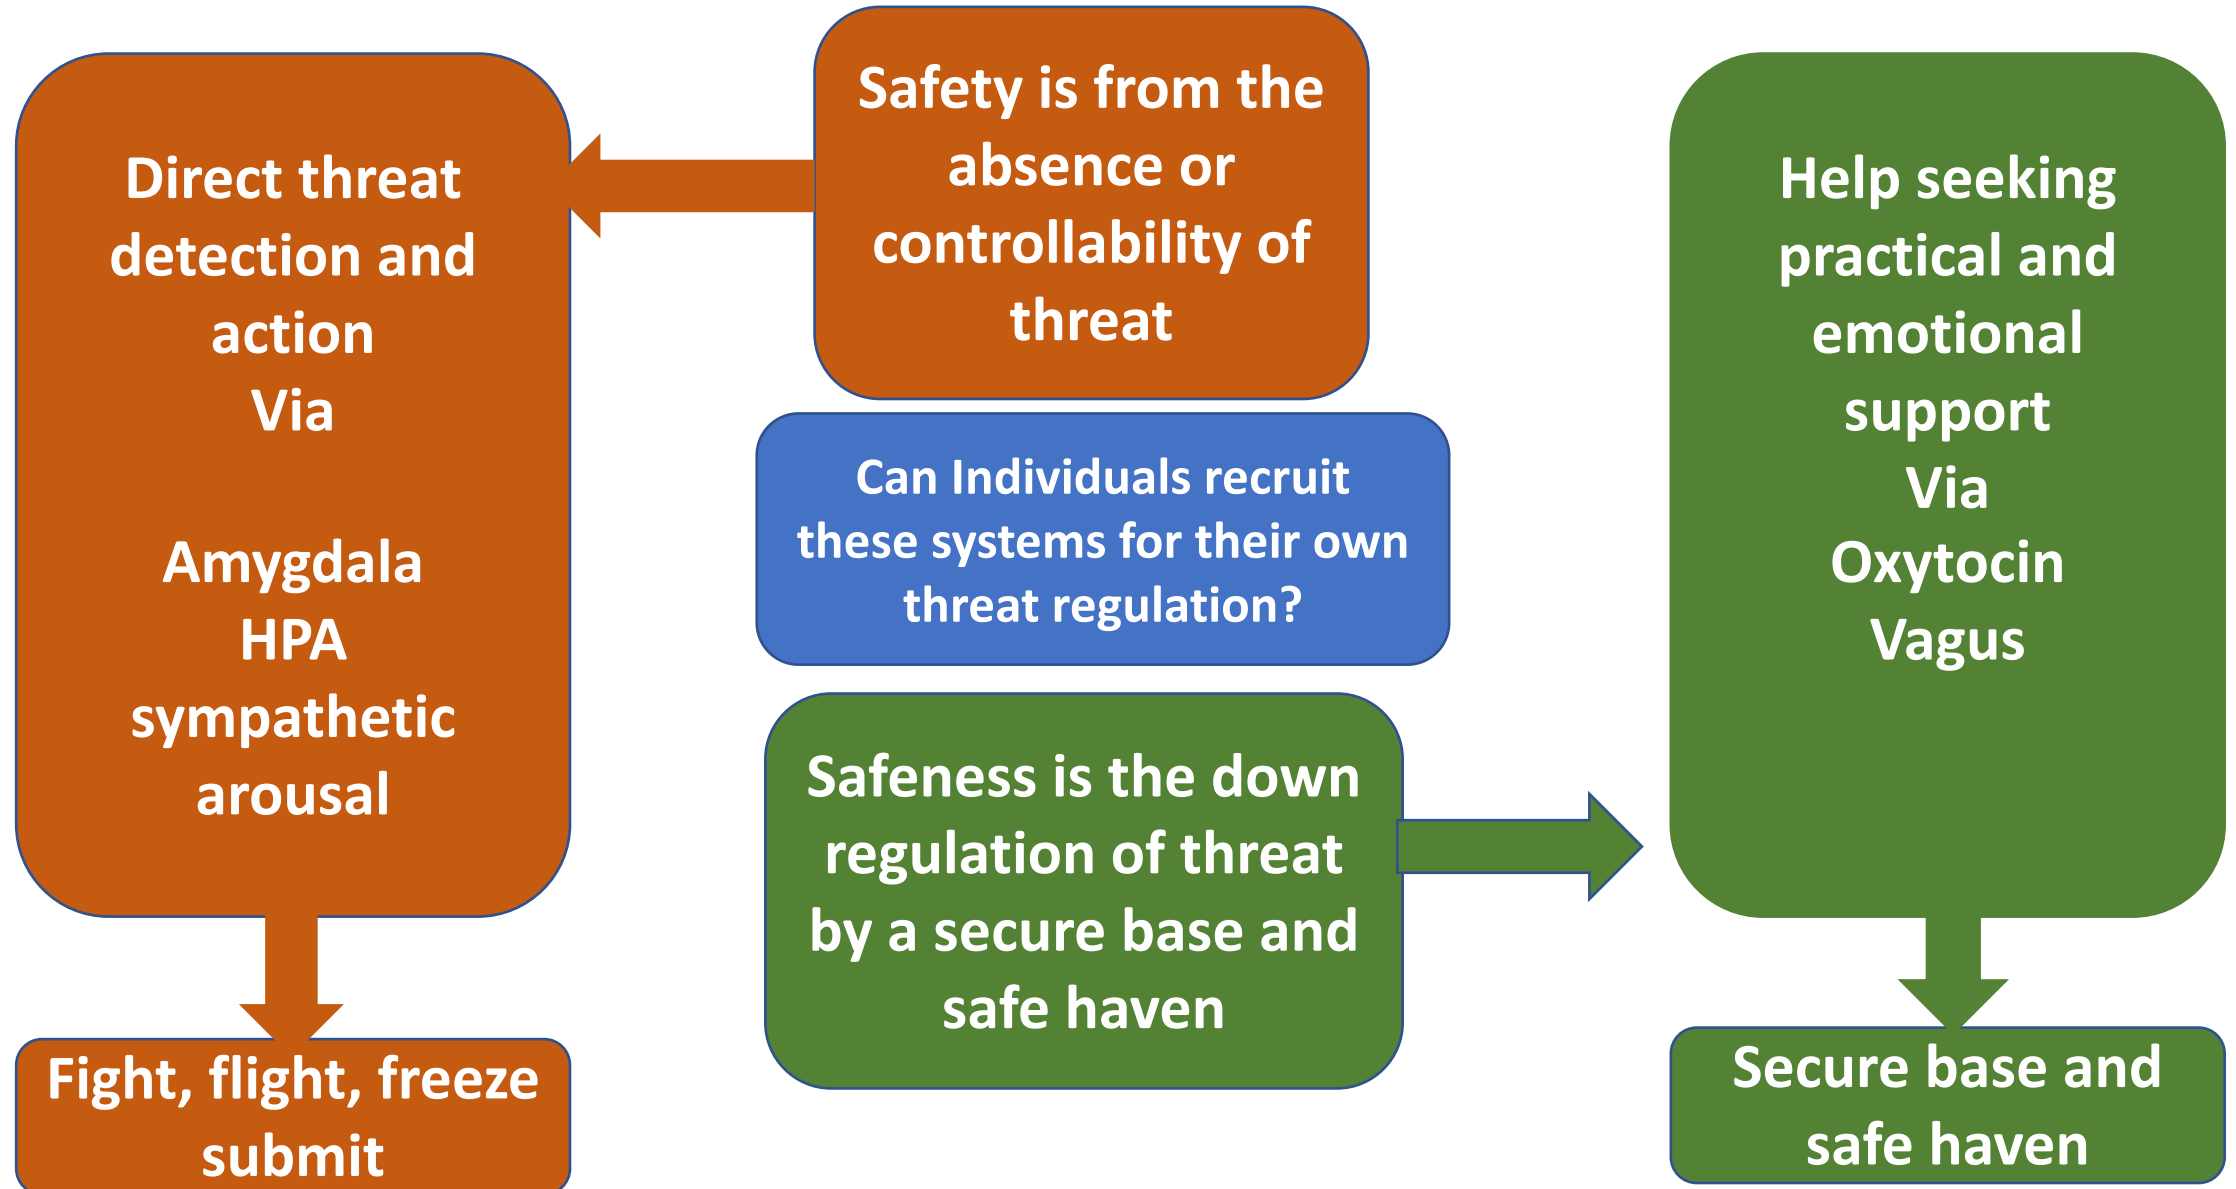 Direct threat
detection and
action
Via
Amygdala
HPA
sympathetic
arousal
Fight, flight, freeze
submit
Safety is from the
absence or
controllability of
threat
Can Individuals recruit
these systems for their own
threat regulation?
Safeness is the down
regulation of threat
by a secure base and
safe haven
Help seeking
practical and
emotional
support
Via
Oxytocin
Vagus
Secure base and
safe haven